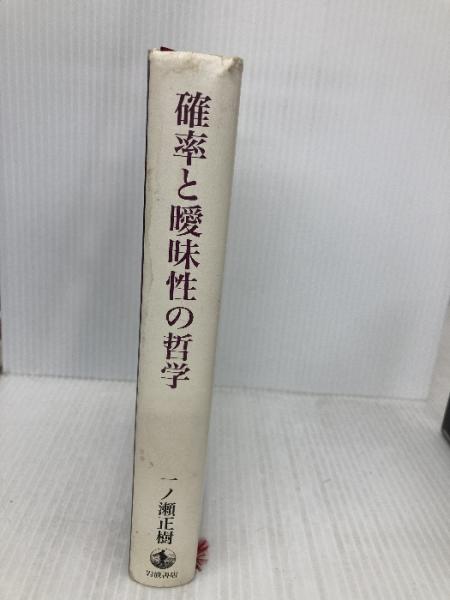 確率と曖昧性の哲学
一ノ瀬正樹
岩波書店